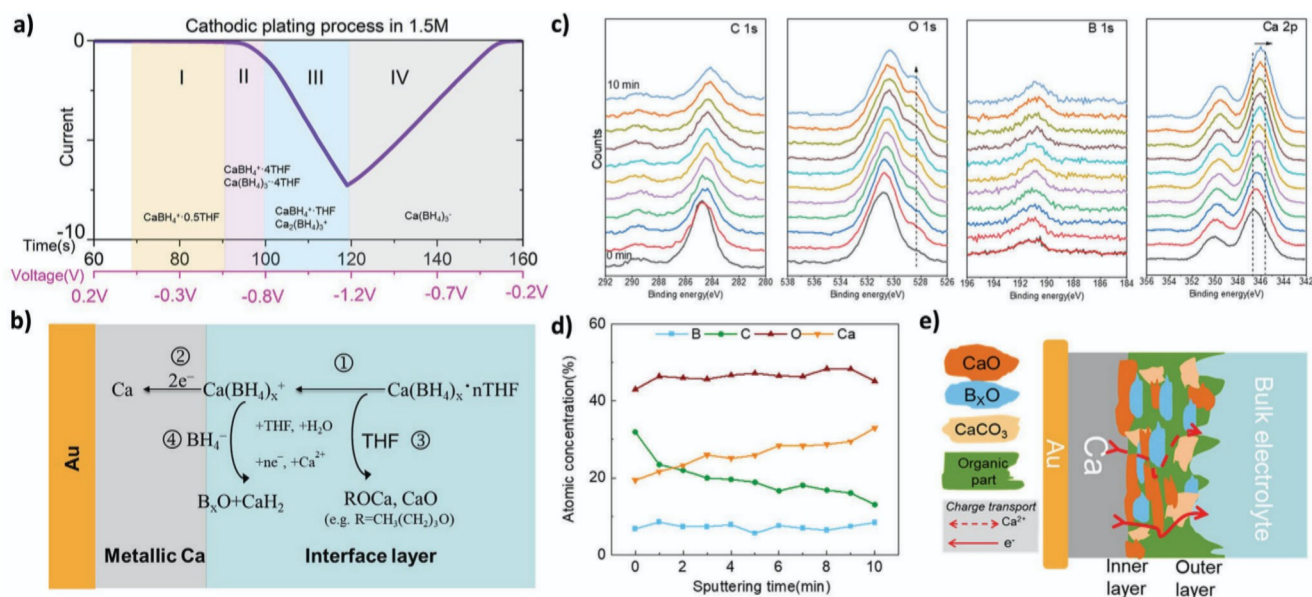 a)
Cathodic plating process in 1.5M
0
I
II
III
IV
Current
CaBH₄⁺·4THF
Ca(BH₄)₃⁻·4THF
CaBH₄⁺·0.5THF
CaBH₄⁺·THF
Ca₂(BH₄)₃⁺
Ca(BH₄)₃⁻
-10
Time(s)
60 80 100 120 140 160
Voltage(V)
0.2V -0.3V -0.8V -1.2V -0.7V -0.2V
b)
Au
② ①
Ca 2e⁻ Ca(BH₄)ₓ⁺ Ca(BH₄)ₓ·nTHF
④ BH₄⁻ +THF, +H₂O THF ③
+ne⁻, +Ca²⁺
BₓO+CaH₂ ROCa, CaO
(e.g. R=CH₃(CH₂)₃O)
Metallic Ca Interface layer
c)
C 1s
O 1s
B 1s
Ca 2p
Counts
10 min
0 min
292 290 288 286 284 282 280
Binding energy(eV)
538 536 534 532 530 528 526
Binding energy(eV)
196 195 194 193 192 191 190 189 188 187 186 185 184
Binding energy(eV)
356 354 352 350 348 346 344 342
Binding energy(eV)
d)
B C O Ca
Atomic concentration(%)
60
40
20
0
0 2 4 6 8 10
Sputtering time(min)
e)
CaO
BₓO
CaCO₃
Organic
part
Charge transport
Ca²⁺
e⁻
Au
Ca
Bulk electrolyte
Inner
layer
Outer
layer